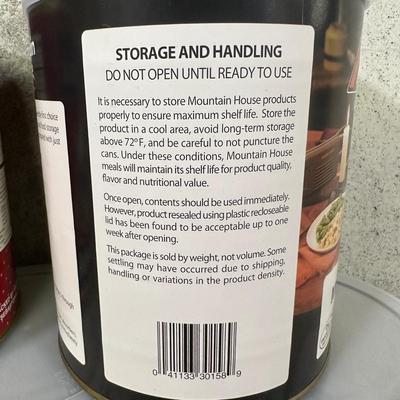 STORAGE AND HANDLING
DO NOT OPEN UNTIL READY TO USE
It is necessary to store Mountain House products
properly to ensure maximum shelf life. Store the
product in a cool area, avoid long-term storage
above 72°F, and be careful to not puncture the
cans. Under these conditions, Mountain House
meals will maintain its shelf life for product quality,
flavor and nutritional value.
Once open, contents should be used immediately.
However, product resealed using plastic recloseable
lid has been found to be acceptable up to one
week after opening.
This package is sold by weight, not volume. Some
settling may have occurred due to shipping,
handling or variations in the product density.
0 41133 30158 9